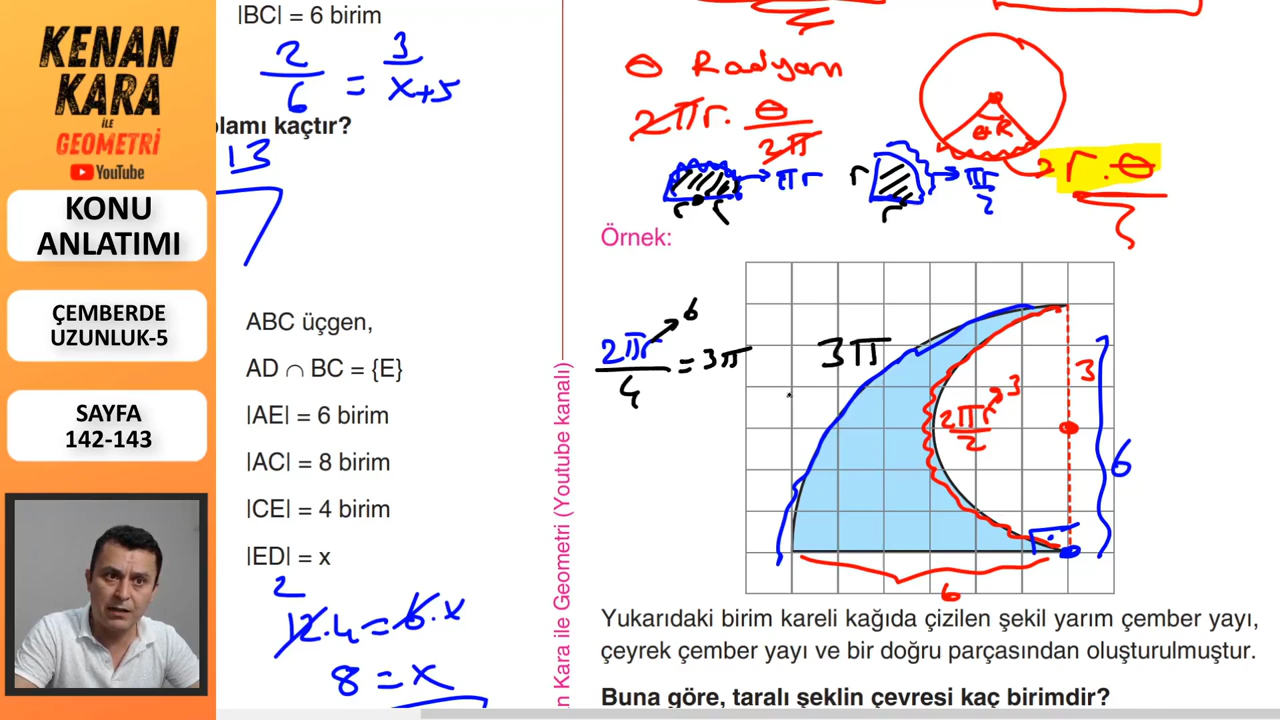 KENAN
KARA
İLE
GEOMETRİ
YouTube
KONU
ANLATIMI
ÇEMBERDE
UZUNLUK-5
SAYFA
142-143
|BC| = 6 birim
2/6 = 3/x+5
plamı kaçtır?
13
ABC üçgen,
AD ∩ BC = {E}
|AE| = 6 birim
|AC| = 8 birim
|CE| = 4 birim
|ED| = x
2
12.4 = 6.x
8 = x
n Kara ile Geometri (Youtube kanalı)
θ Radyan
2πr. θ/2π
r r
πr
r
r
πr/2
θ R
r.θ
Örnek:
2πr/4 = 3π
6
3π
2πr/2
3
3
6
6
Yukarıdaki birim kareli kağıda çizilen şekil yarım çember yayı,
çeyrek çember yayı ve bir doğru parçasından oluşturulmuştur.
Buna göre, taralı şeklin çevresi kaç birimdir?